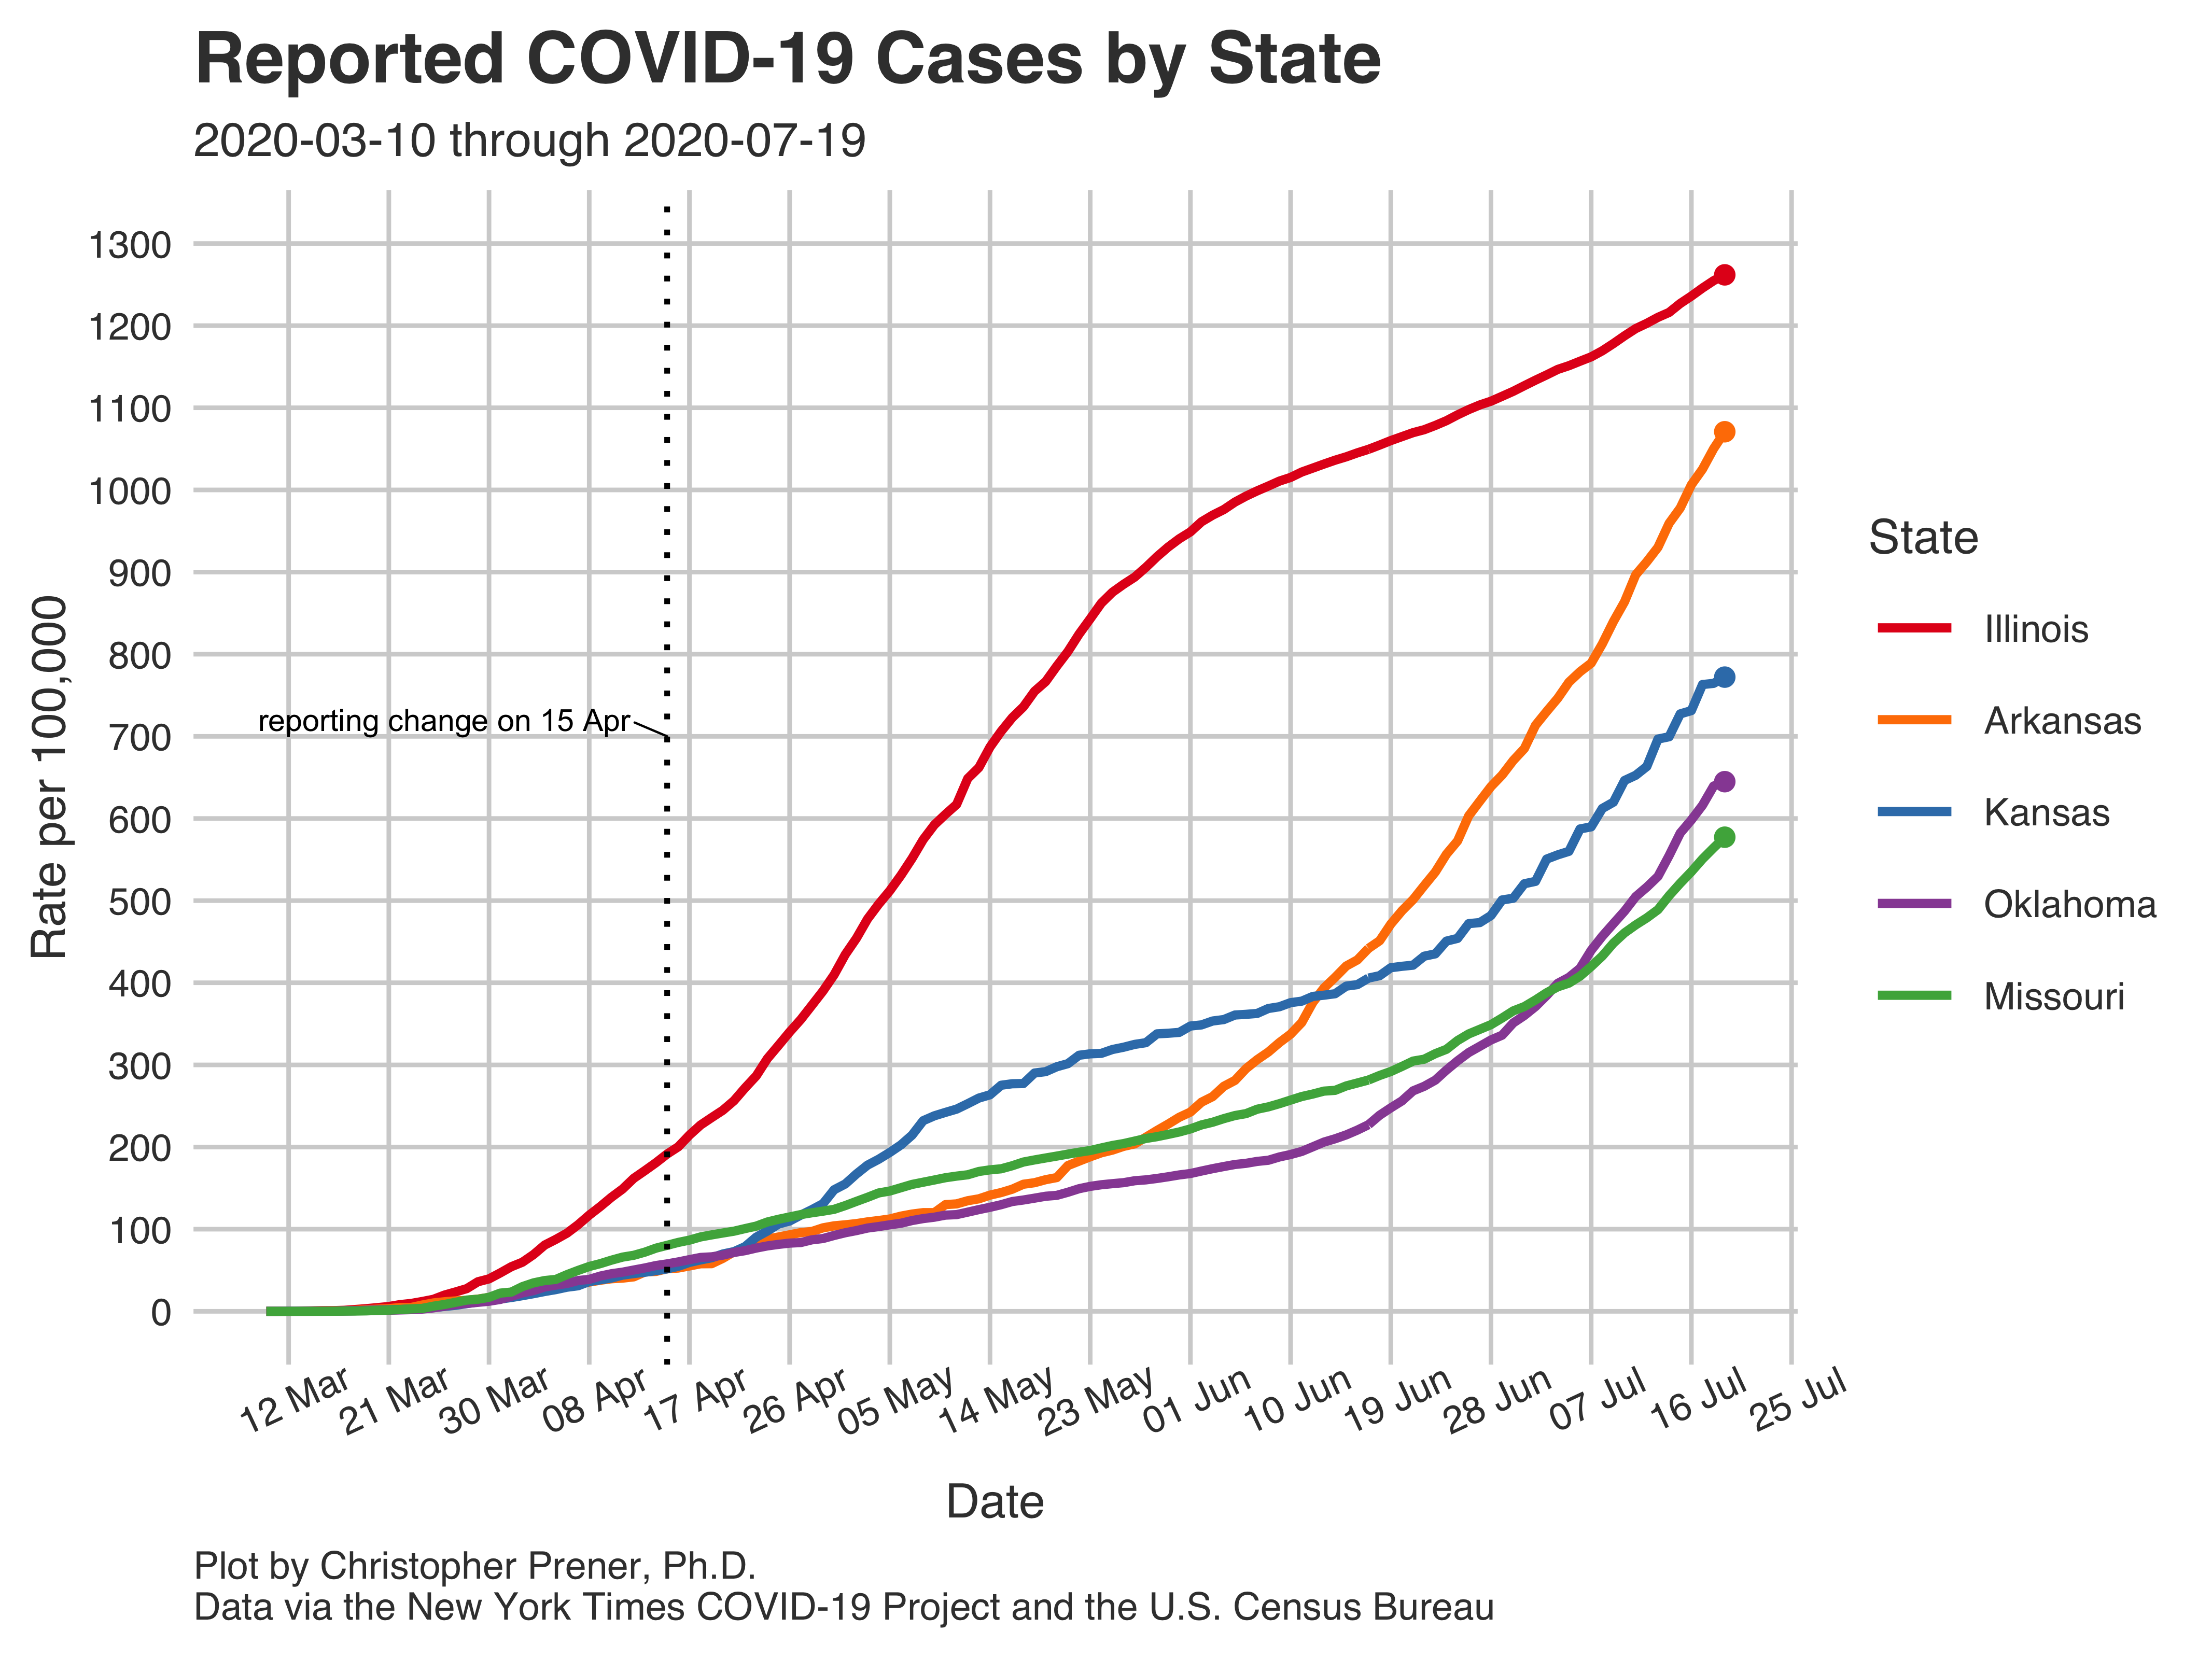 Reported COVID-19 Cases by State
2020-03-10 through 2020-07-19
Rate per 100,000
1300
1200
1100
1000
900
800
700
600
500
400
300
200
100
0
reporting change on 15 Apr
12 Mar
21 Mar
30 Mar
08 Apr
17 Apr
26 Apr
05 May
14 May
23 May
01 Jun
10 Jun
19 Jun
28 Jun
07 Jul
16 Jul
25 Jul
Date
State
Illinois
Arkansas
Kansas
Oklahoma
Missouri
Plot by Christopher Prener, Ph.D.
Data via the New York Times COVID-19 Project and the U.S. Census Bureau